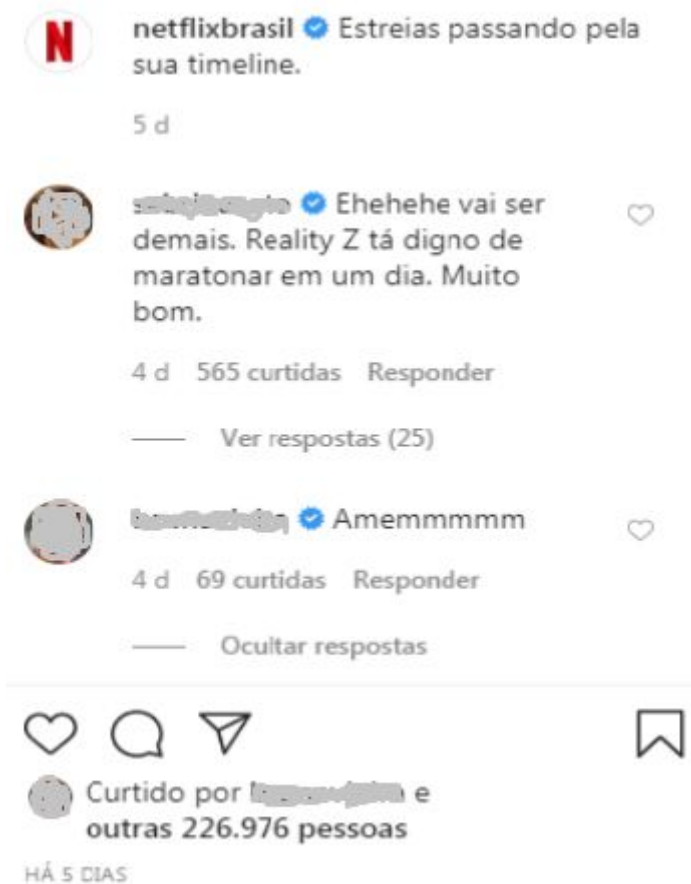 N
netflixbrasil Estreias passando pela
sua timeline.
5 d
Ehehehe vai ser
demais. Reality Z tá digno de
maratonar em um dia. Muito
bom.
4 d 565 curtidas Responder
Ver respostas (25)
Amemmmmm
4 d 69 curtidas Responder
Ocultar respostas
Curtido por e
outras 226.976 pessoas
HÁ 5 DIAS